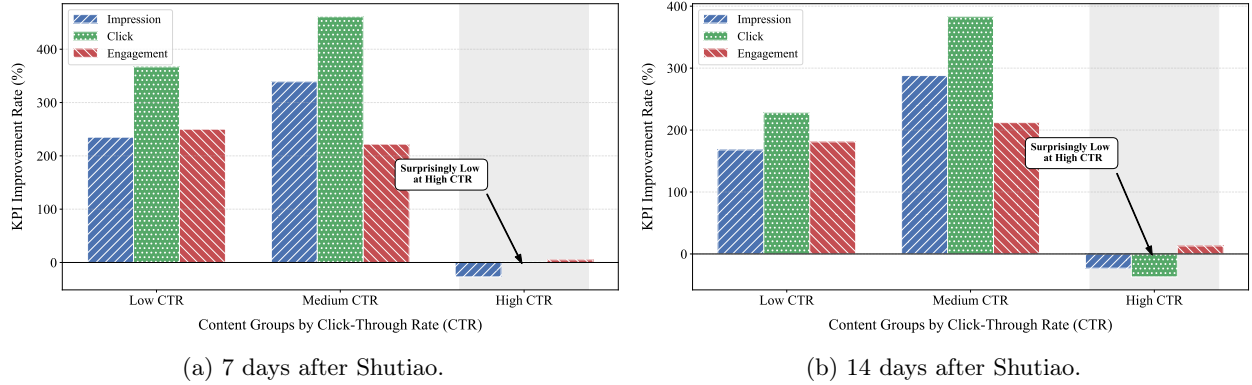 Impression
Click
Engagement
400
300
200
100
0
KPI Improvement Rate (%)
Surprisingly Low
at High CTR
Low CTR
Medium CTR
High CTR
Content Groups by Click-Through Rate (CTR)
(a) 7 days after Shutiao.
400
300
200
100
0
KPI Improvement Rate (%)
Impression
Click
Engagement
Surprisingly Low
at High CTR
Low CTR
Medium CTR
High CTR
Content Groups by Click-Through Rate (CTR)
(b) 14 days after Shutiao.